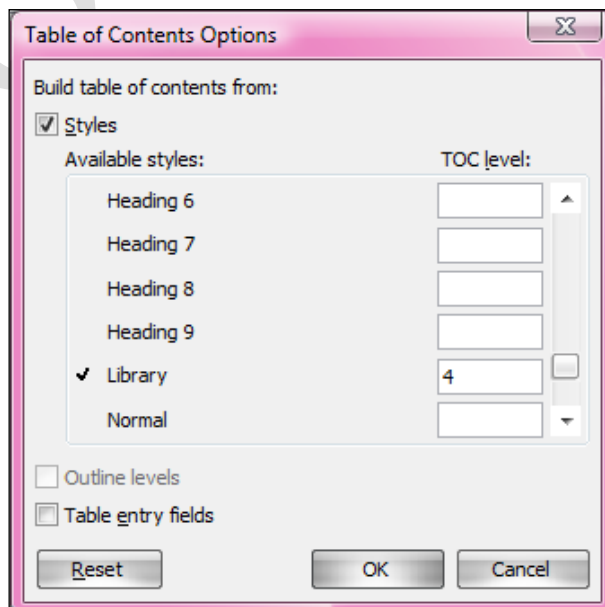 Table of Contents Options
Build table of contents from:
Styles
Available styles: TOC level:
Heading 6
Heading 7
Heading 8
Heading 9
Library 4
Normal
Outline levels
Table entry fields
Reset OK Cancel